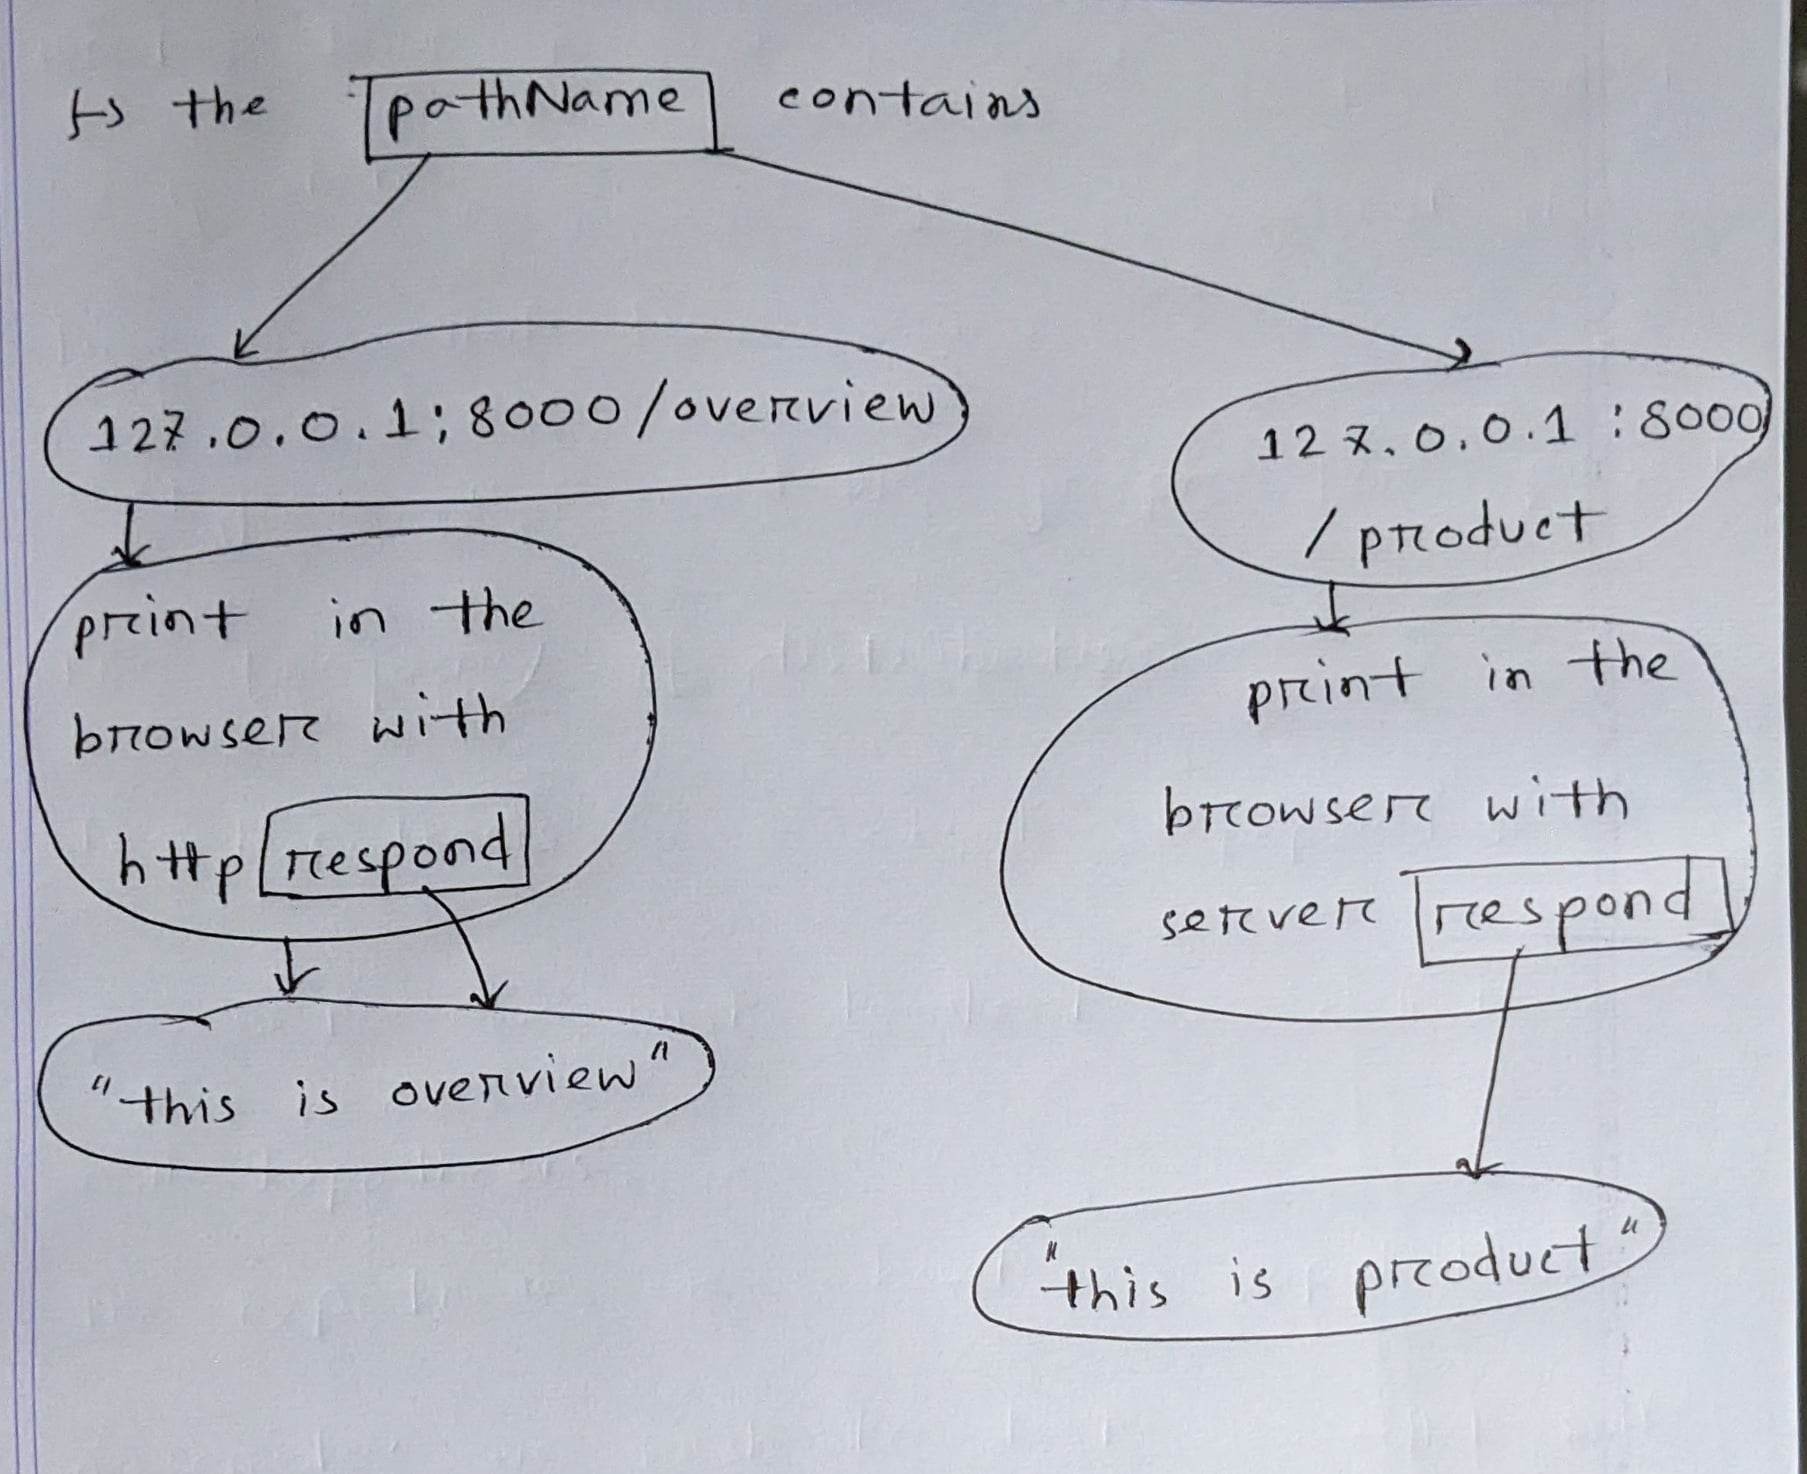 Is the pathName contains
127.0.0.1:8000/overview
print in the
browser with
http respond
"this is overview"
127.0.0.1:8000
/product
print in the
browser with
server respond
"this is product"